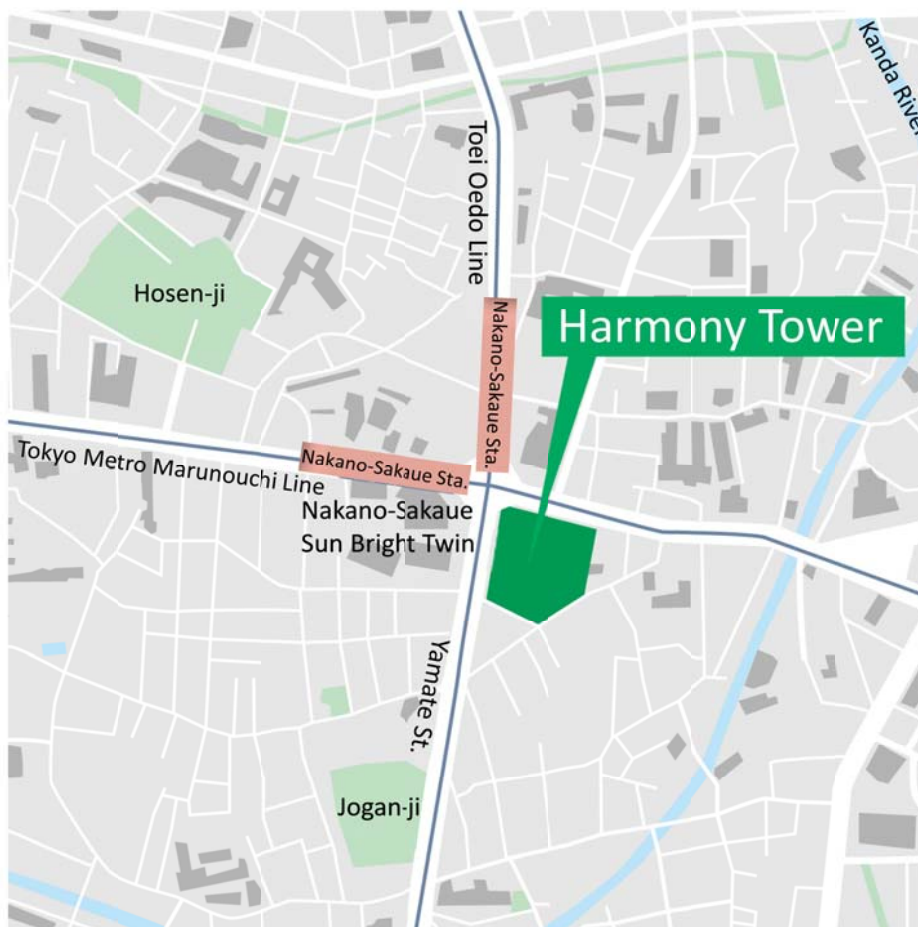 Kanda River
Toei Oedo Line
Hosen-ji
Nakano-Sakaue Sta.
Harmony Tower
Tokyo Metro Marunouchi Line
Nakano-Sakaue Sta.
Nakano-Sakaue
Sun Bright Twin
Yamate St.
Jogan-ji